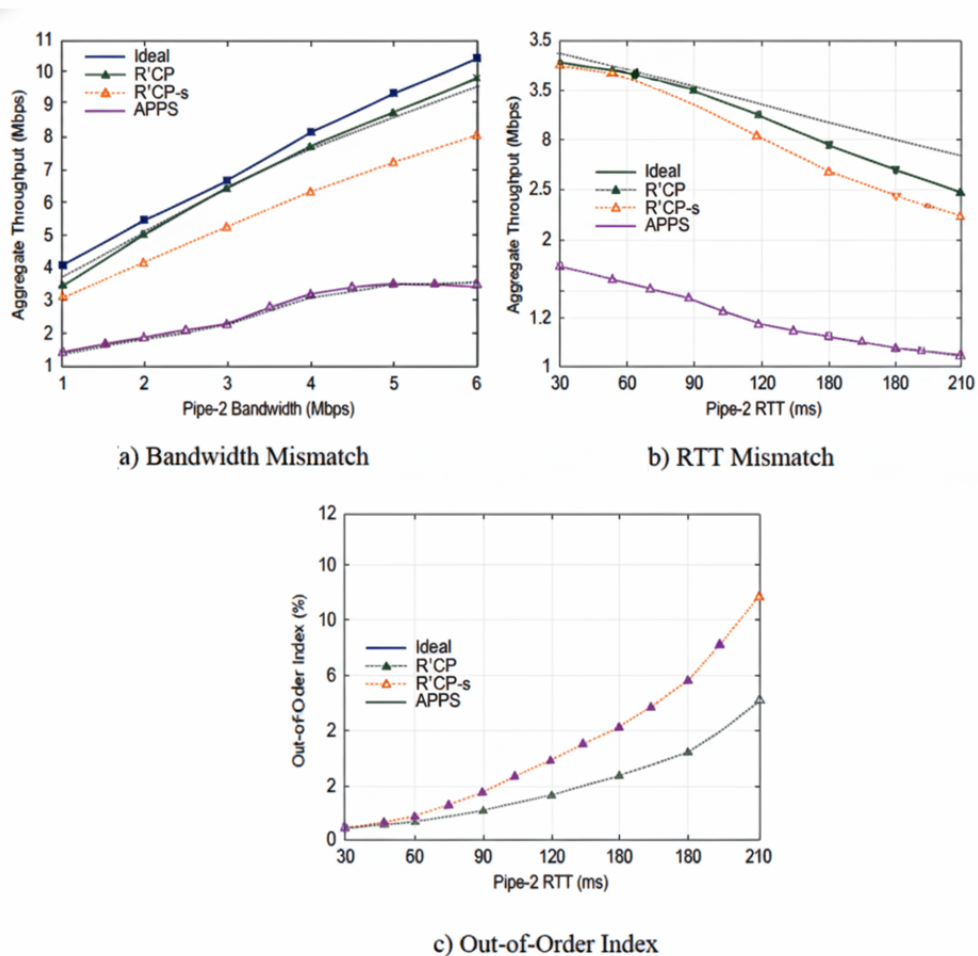 11
10
9
8
7
6
5
4
3
2
1
Aggregate Throughput (Mbps)
Ideal
R'CP
R'CP-s
APPS
1 2 3 4 5 6
Pipe-2 Bandwidth (Mbps)
a) Bandwidth Mismatch
3.5
3.5
8
2.5
2
1.2
1
Aggregate Throughput (Mbps)
Ideal
R'CP
R'CP-s
APPS
30 60 90 120 180 180 210
Pipe-2 RTT (ms)
b) RTT Mismatch
12
10
10
6
2
2
0
Out-of-Oder Index (%)
Ideal
R'CP
R'CP-s
APPS
30 60 90 120 180 180 210
Pipe-2 RTT (ms)
c) Out-of-Order Index